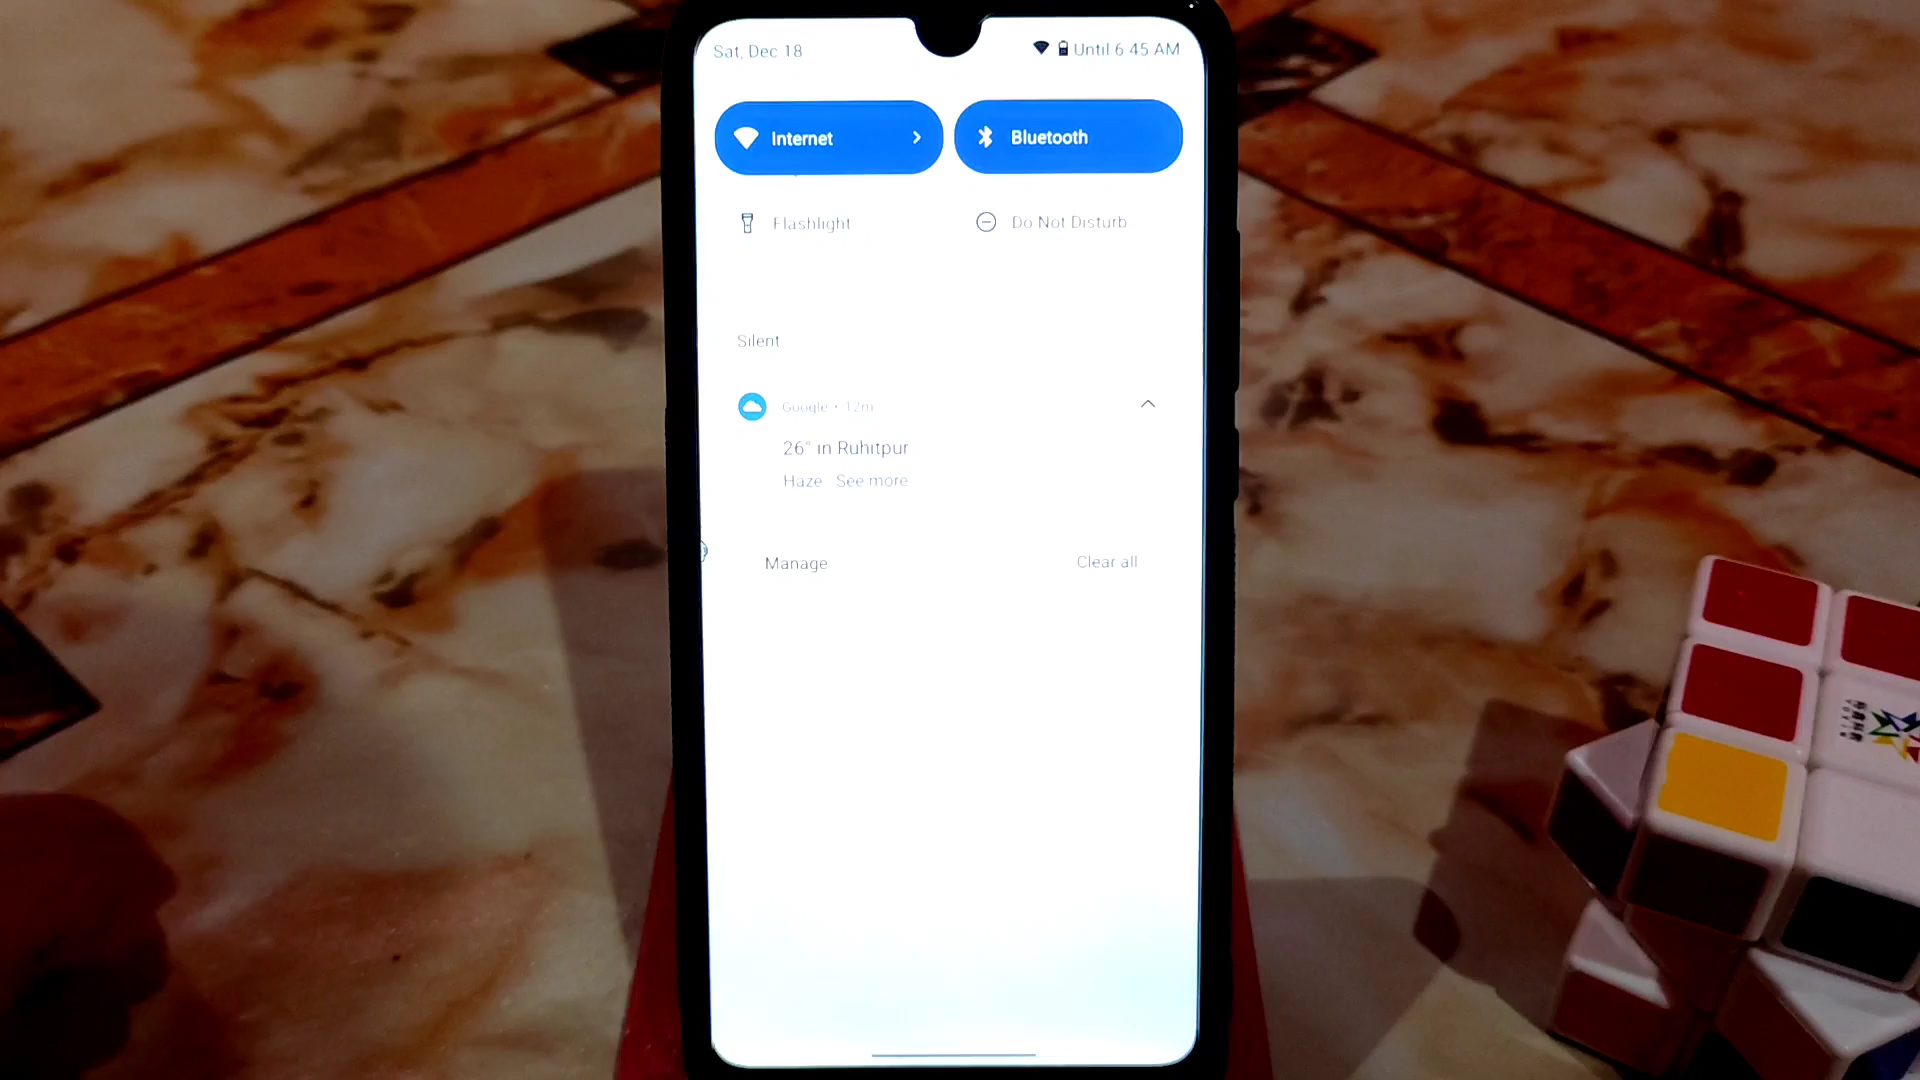 Sat, Dec 18
Until 6 45 AM
Internet
Bluetooth
Flashlight
Do Not Disturb
Silent
Google • 12m
26° in Ruhitpur
Haze See more
Manage
Clear all